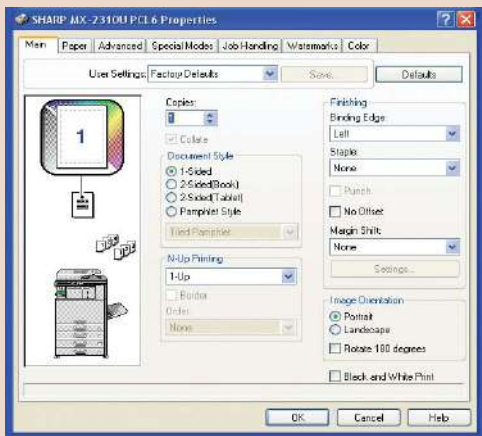 SHARP MX-2310U PCL6 Properties
Main Paper Advanced Special Modes Job Handling Watermarks Color
User Settings: Factory Defaults Save... Defaults
1
Copies:
1
Collate
Document Style
1-Sided
2-Sided(Book)
2-Sided(Tablet)
Pamphlet Style
Tiled Pamphlet
N-Up Printing
1-Up
Border
Order:
None
Finishing
Binding Edge:
Left
Staple:
None
Punch
No Offset
Margin Shift:
None
Settings...
Image Orientation
Portrait
Landscape
Rotate 180 degrees
Black and White Print
OK Cancel Help